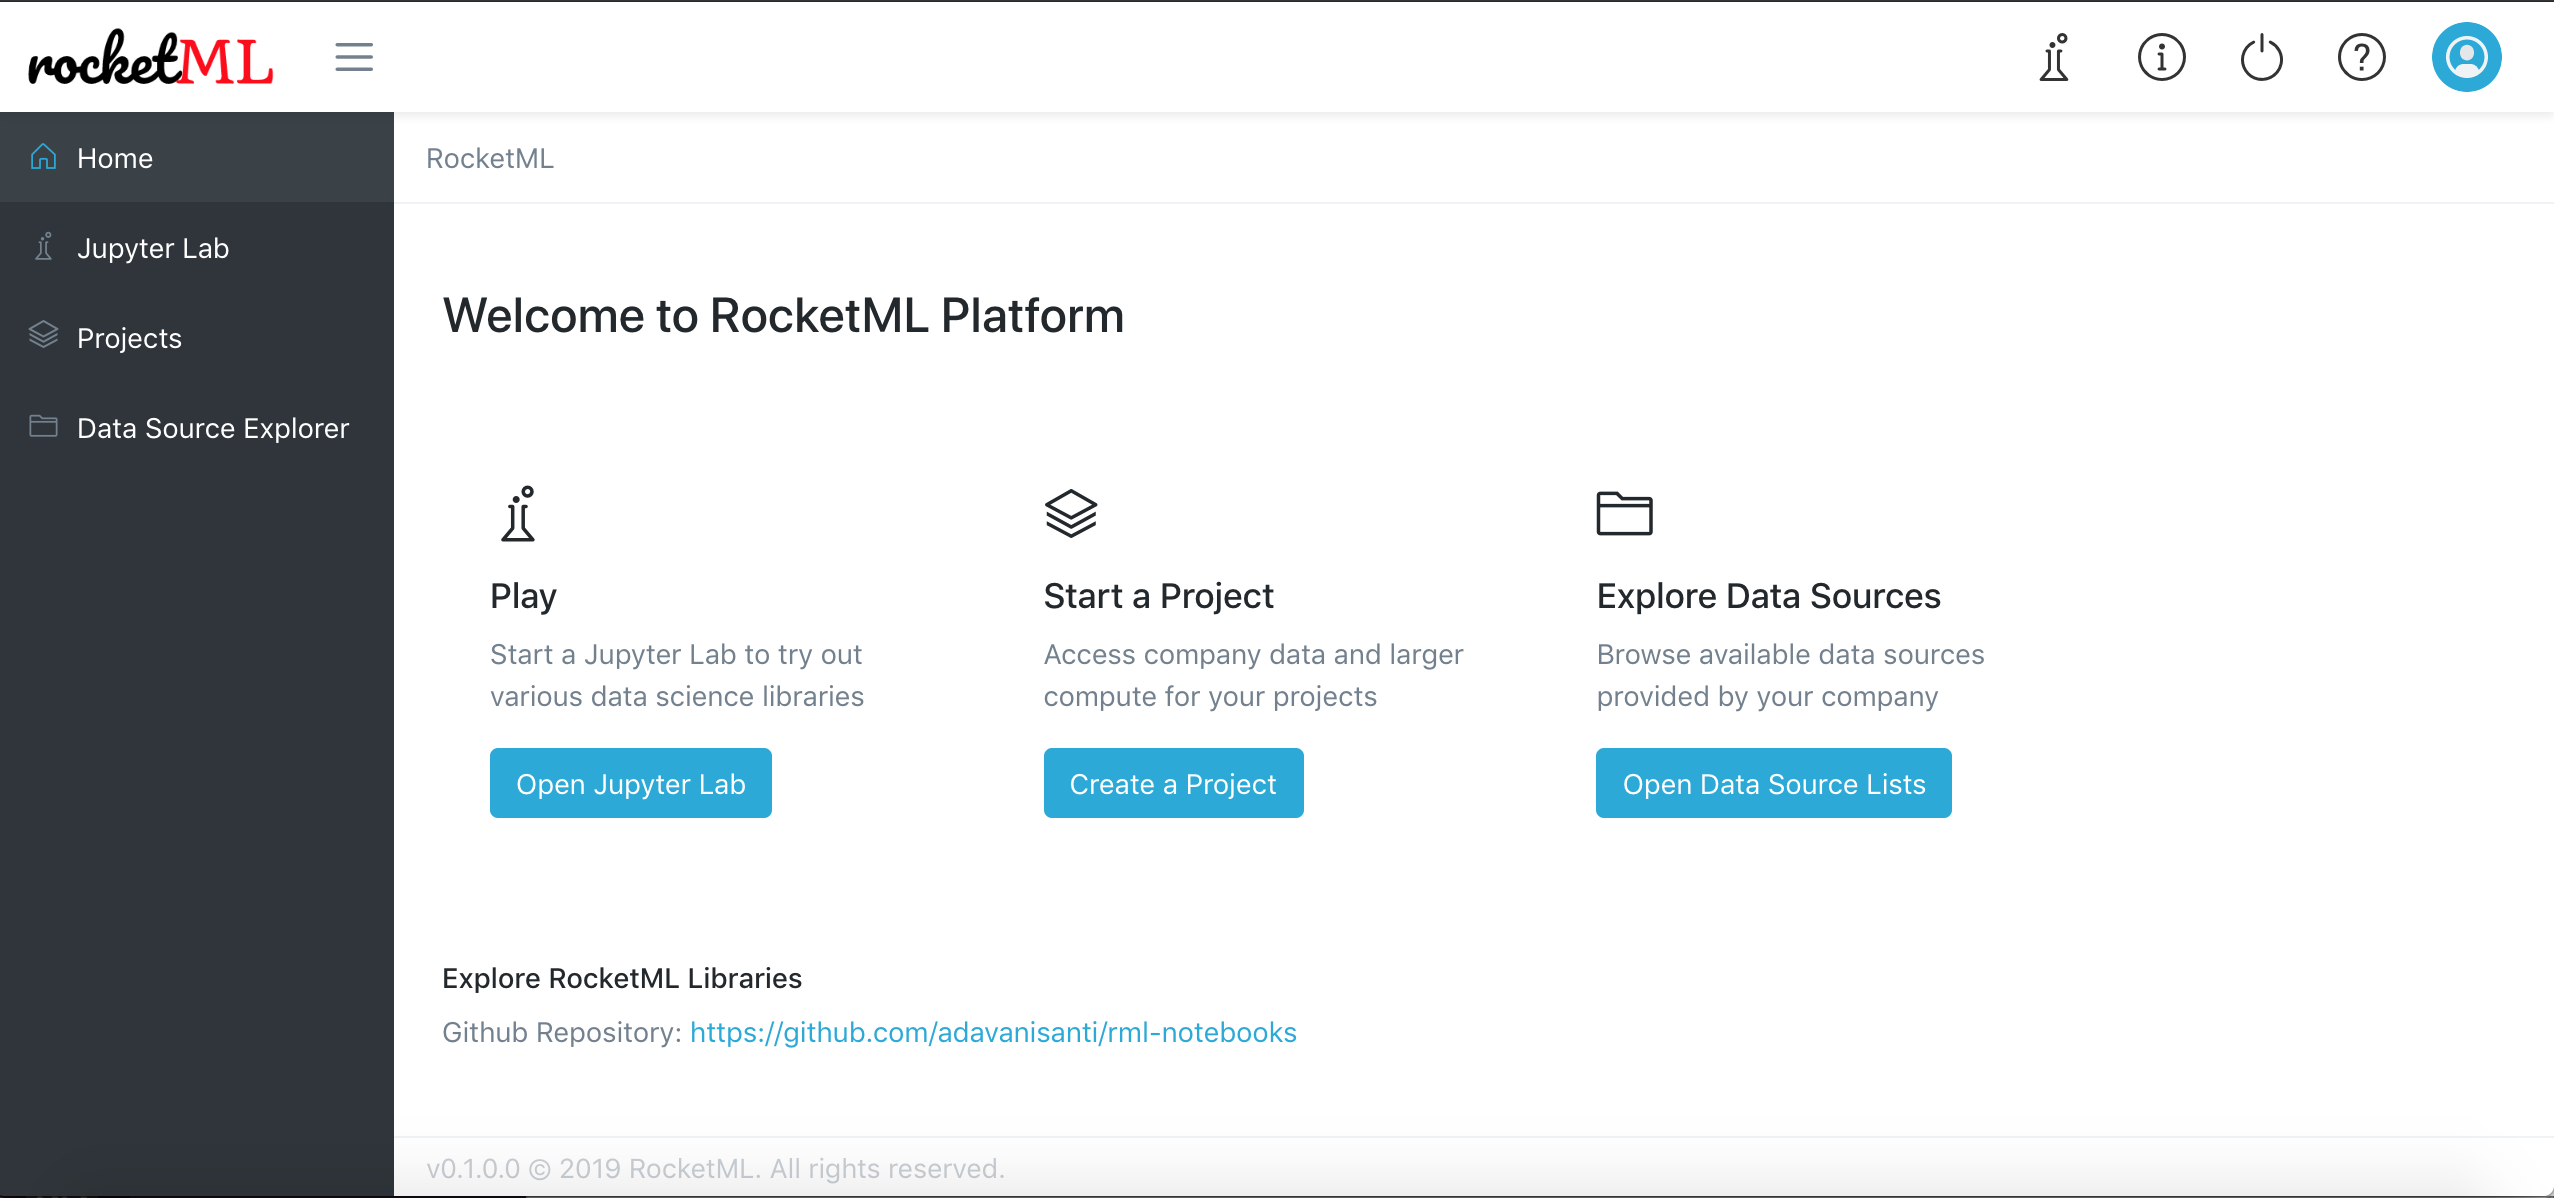 rocketML
Home
Jupyter Lab
Projects
Data Source Explorer
RocketML
Welcome to RocketML Platform
Play
Start a Jupyter Lab to try out
various data science libraries
Open Jupyter Lab
Start a Project
Access company data and larger
compute for your projects
Create a Project
Explore Data Sources
Browse available data sources
provided by your company
Open Data Source Lists
Explore RocketML Libraries
Github Repository: https://github.com/adavanisanti/rml-notebooks
v0.1.0.0 © 2019 RocketML. All rights reserved.